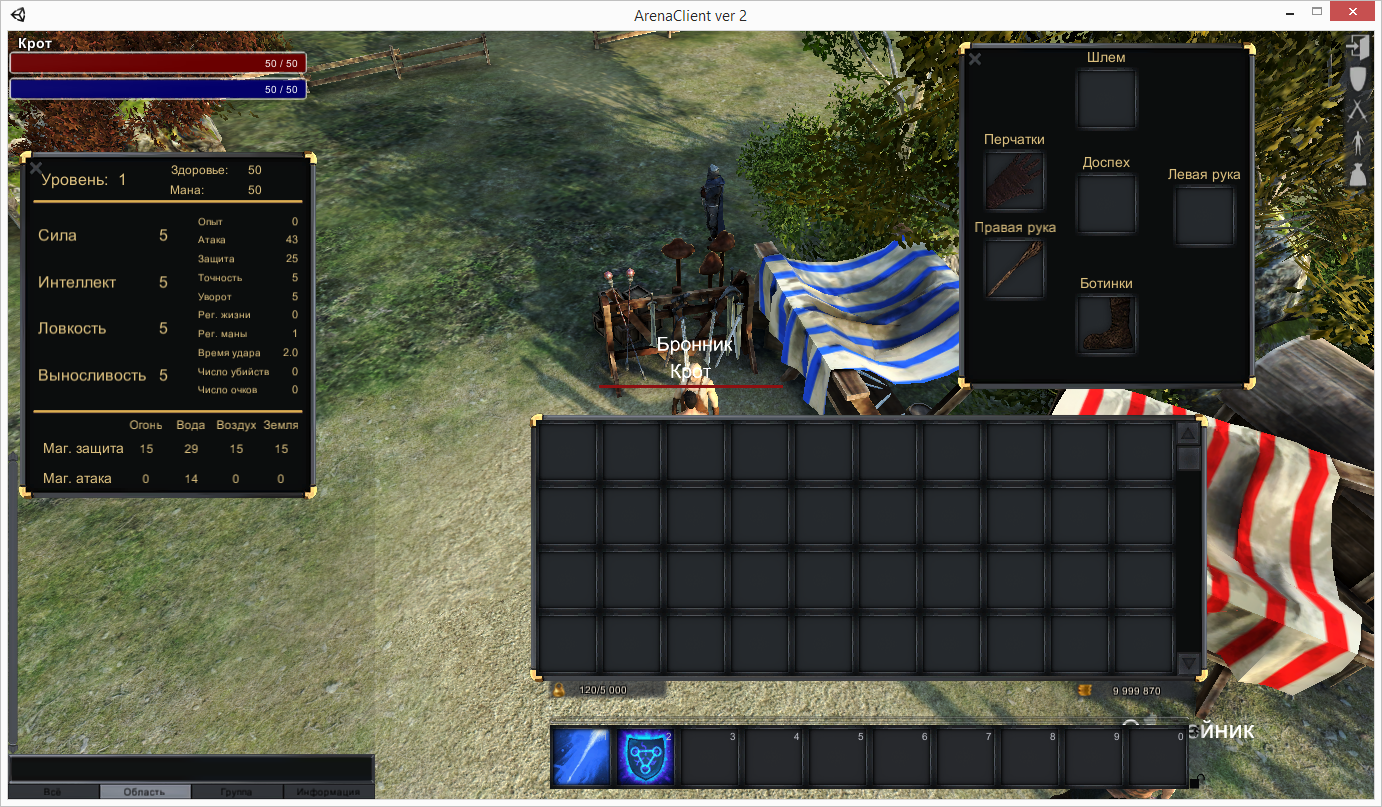 ArenaClient ver 2
Крот
50 / 50
50 / 50
Уровень: 1
Здоровье: 50
Мана: 50
Сила 5
Интеллект 5
Ловкость 5
Выносливость 5
Опыт 0
Атака 43
Защита 25
Точность 5
Уворот 5
Рег. жизни 0
Рег. маны 1
Время удара 2.0
Число убийств 0
Число очков 0
Огонь Вода Воздух Земля
Маг. защита 15 29 15 15
Маг. атака 0 14 0 0
Шлем
Перчатки
Доспех
Левая рука
Правая рука
Ботинки
Бронник
Крот
120/5 000
9 999 870
2 3 4 5 6 7 8 9 0
ЙНИК
Всё Область Группа Информация